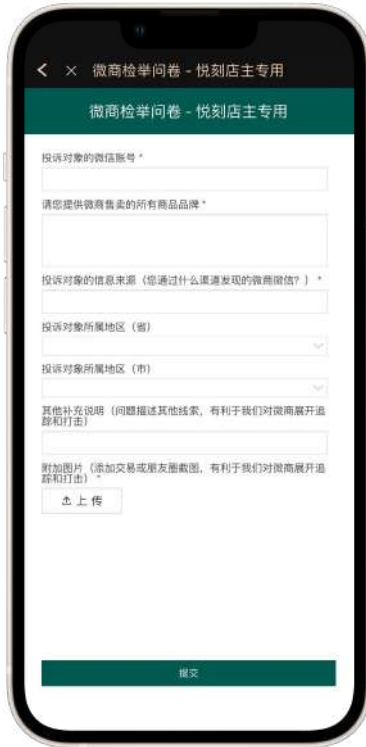 微商检举问卷 - 悦刻店主专用
微商检举问卷 - 悦刻店主专用
投诉对象的微信账号 *
请您提供微商售卖的所有商品品牌 *
投诉对象的信息来源（您通过什么渠道发现的微商微信？） *
投诉对象所属地区（省）
投诉对象所属地区（市）
其他补充说明（问题描述其他线索，有利于我们对微商展开追
踪和打击）
附加图片（添加交易或朋友圈截图，有利于我们对微商展开追
踪和打击） *
上传
提交